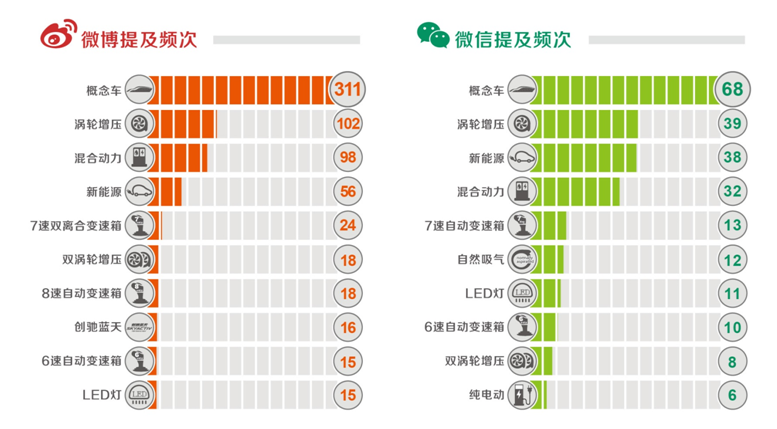 微博提及频次
概念车 311
涡轮增压 102
混合动力 98
新能源 56
7速双离合变速箱 24
双涡轮增压 18
8速自动变速箱 18
创驰蓝天 SKYACTIV 16
6速自动变速箱 15
LED灯 LED 15
微信提及频次
概念车 68
涡轮增压 39
新能源 38
混合动力 32
7速自动变速箱 13
自然吸气 12
LED灯 LED 11
6速自动变速箱 10
双涡轮增压 8
纯电动 6